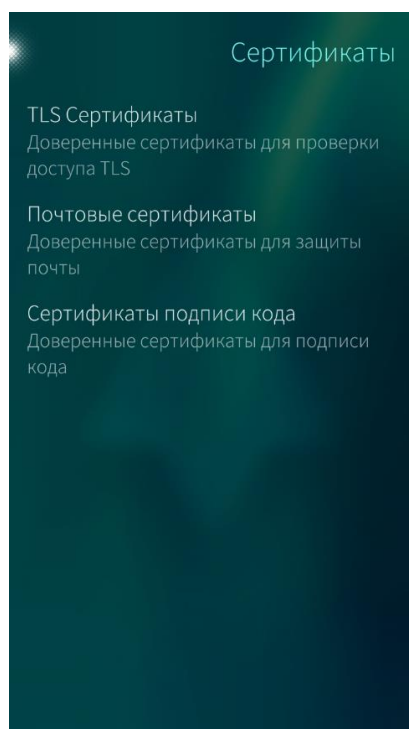 Сертификаты
TLS Сертификаты
Доверенные сертификаты для проверки
доступа TLS
Почтовые сертификаты
Доверенные сертификаты для защиты
почты
Сертификаты подписи кода
Доверенные сертификаты для подписи
кода